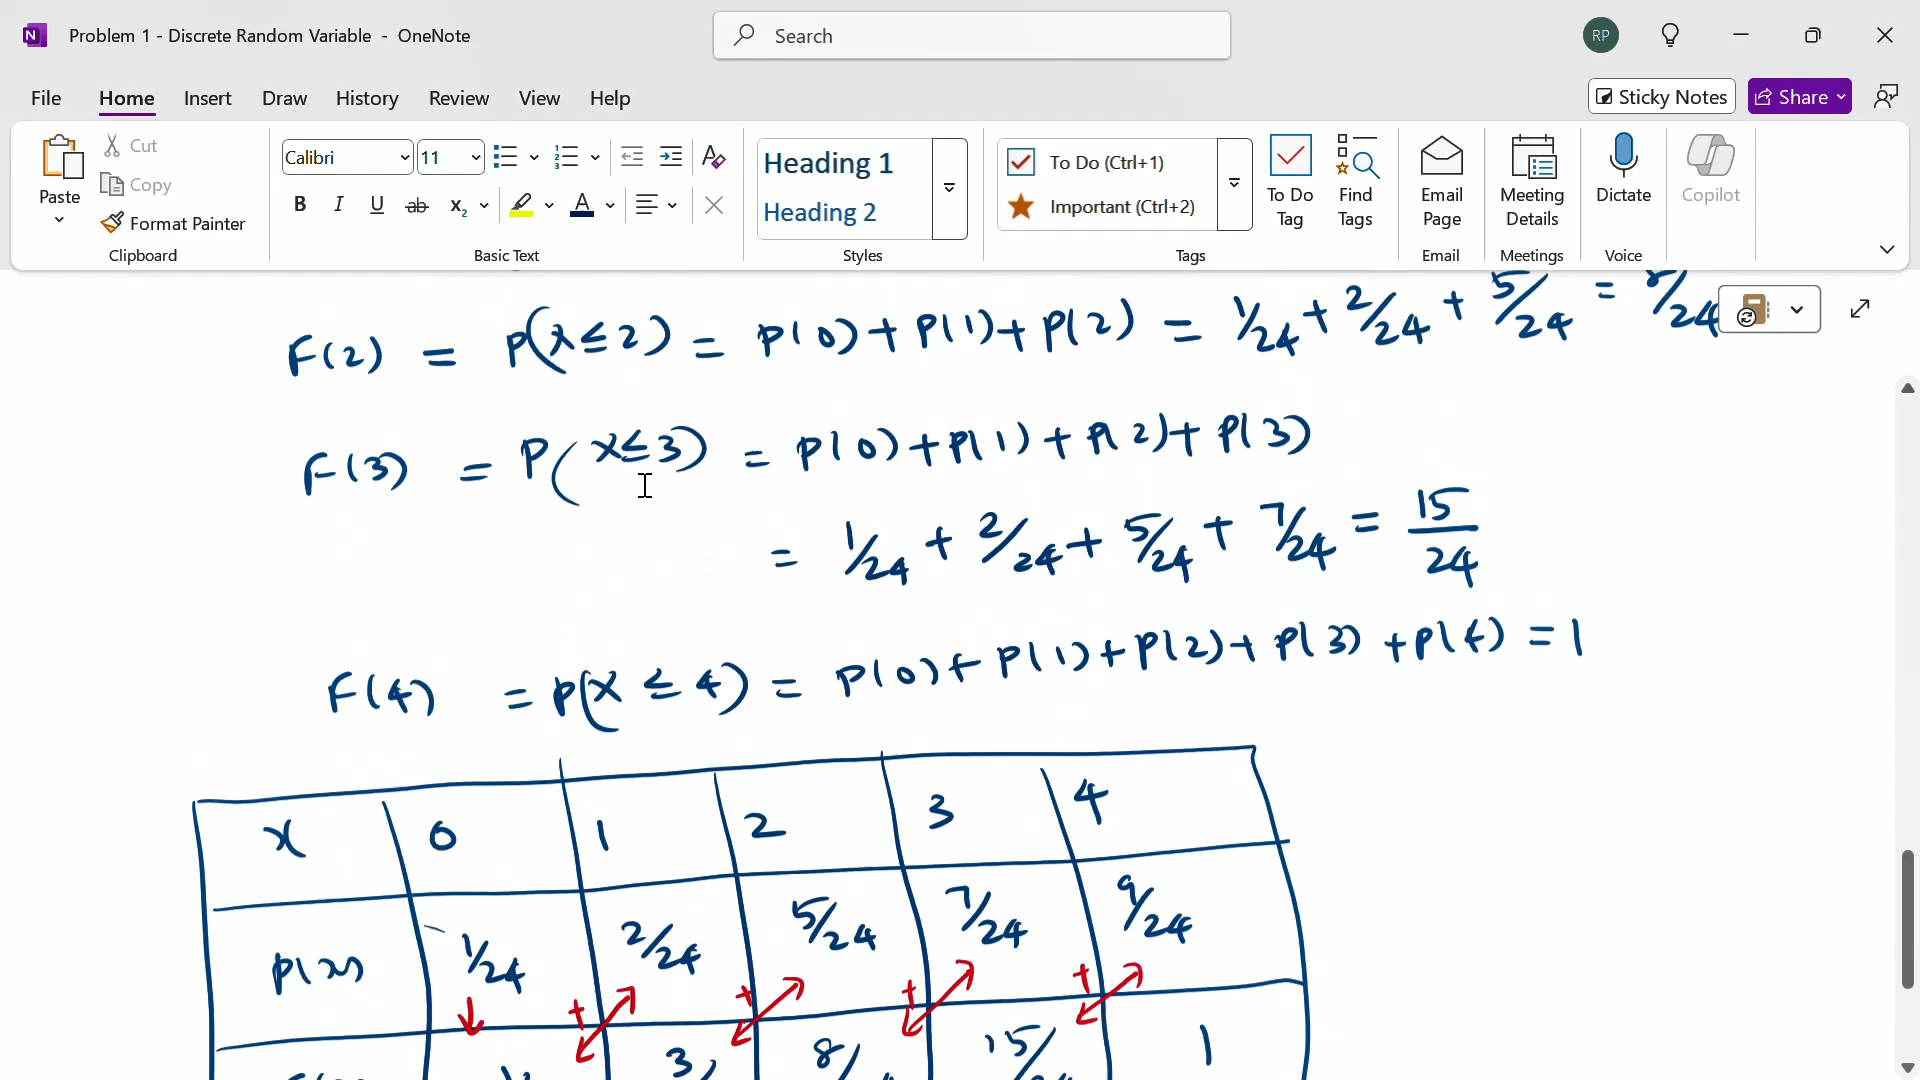 Problem 1 - Discrete Random Variable - OneNote
Search
RP
File Home Insert Draw History Review View Help
Sticky Notes Share
Paste
Cut
Copy
Format Painter
Clipboard
Calibri 11
B I U ab x₂ A
Basic Text
Heading 1
Heading 2
Styles
To Do (Ctrl+1)
Important (Ctrl+2)
To Do Tag
Find Tags
Tags
Email Page
Email
Meeting Details
Meetings
Dictate
Voice
Copilot
F(2) = P(X≤2) = P(0)+P(1)+P(2) = 1/24 + 2/24 + 5/24 = 8/24
F(3) = P(X≤3) = P(0)+P(1)+P(2)+P(3)
= 1/24 + 2/24 + 5/24 + 7/24 = 15/24
F(4) = P(X ≤ 4) = P(0)+P(1)+P(2)+P(3)+P(4) = 1
x 0 1 2 3 4
P(x) 1/24 2/24 5/24 7/24 9/24
+ + + +
3/ 8/ 15/ 1